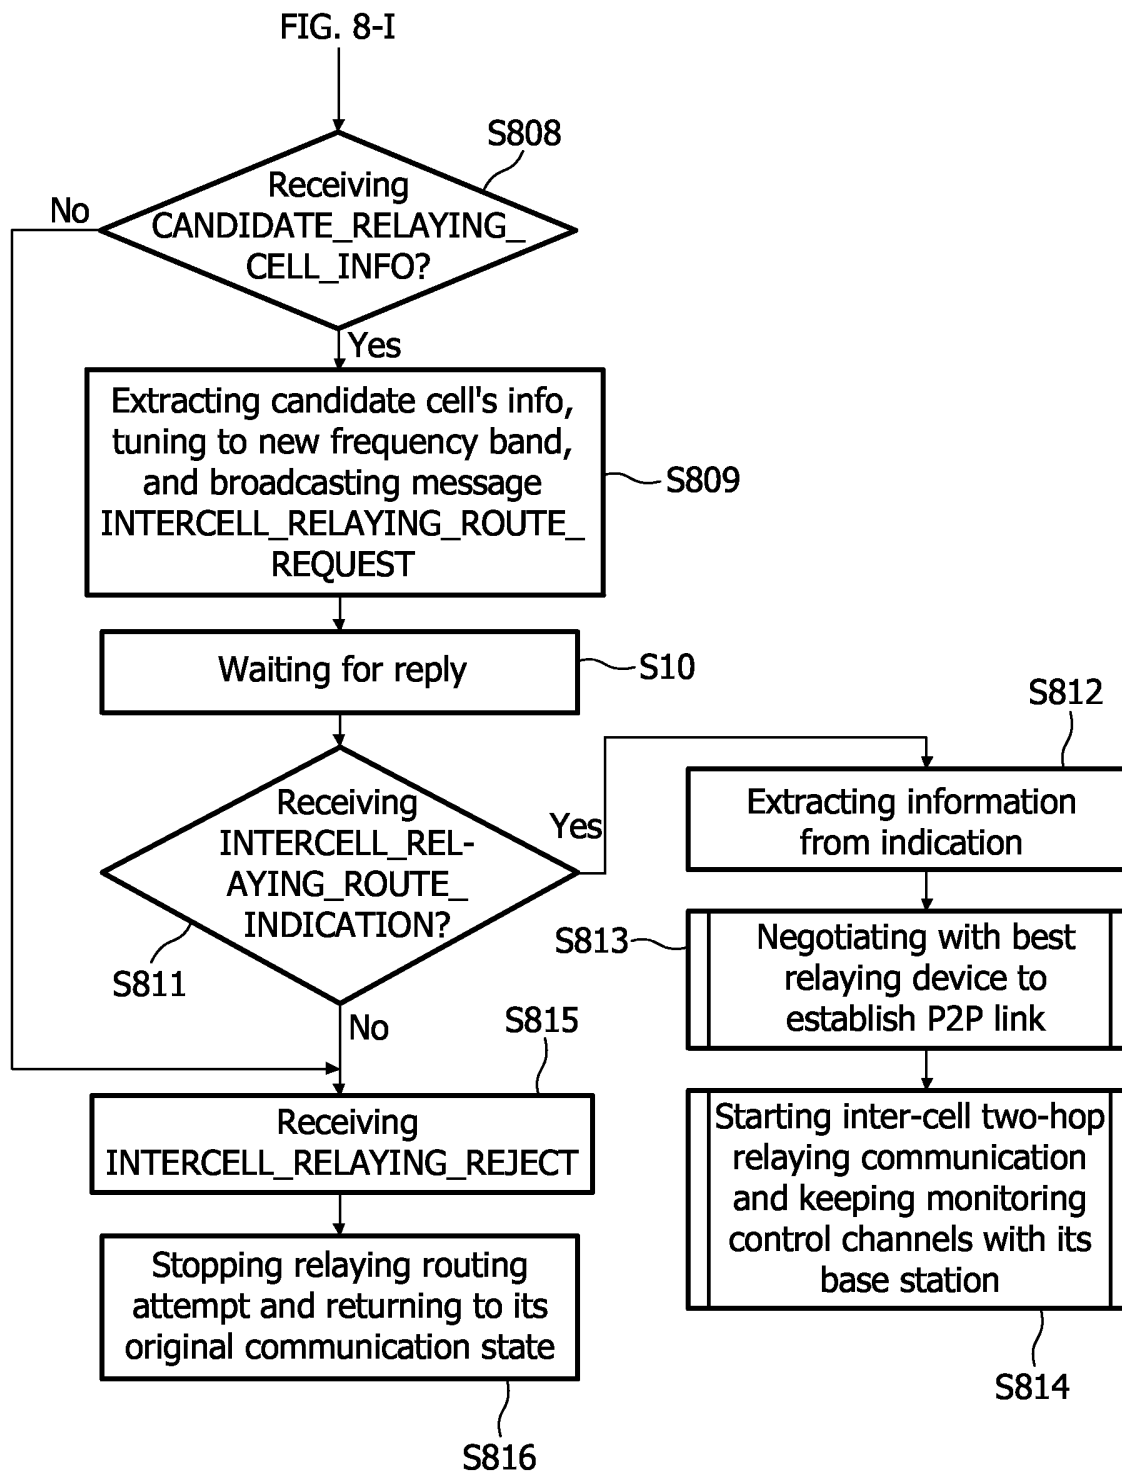 FIG. 8-I
S808
Receiving
CANDIDATE_RELAYING_
CELL_INFO?
No
Yes
Extracting candidate cell's info,
tuning to new frequency band,
and broadcasting message
INTERCELL_RELAYING_ROUTE_
REQUEST
S809
Waiting for reply
S10
Receiving
INTERCELL_REL-
AYING_ROUTE_
INDICATION?
Yes
S811
No
S812
Extracting information
from indication
S813
Negotiating with best
relaying device to
establish P2P link
Starting inter-cell two-hop
relaying communication
and keeping monitoring
control channels with its
base station
S814
S815
Receiving
INTERCELL_RELAYING_REJECT
Stopping relaying routing
attempt and returning to its
original communication state
S816